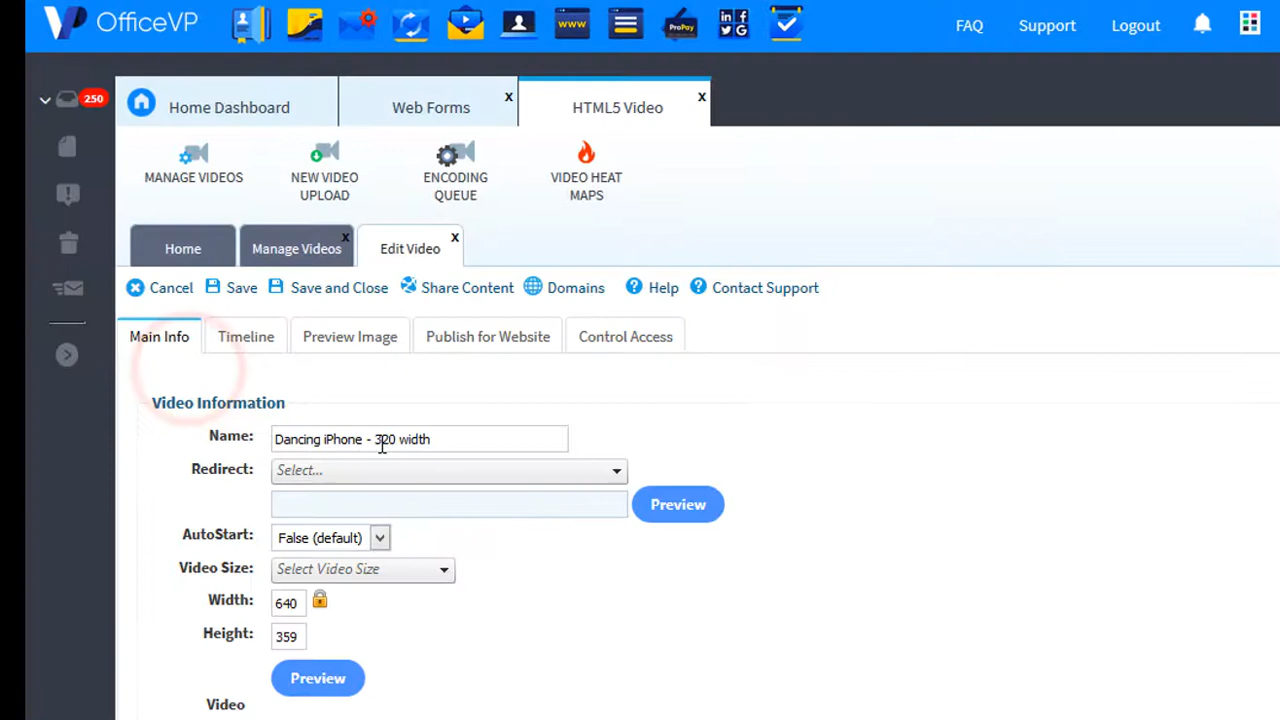 OfficeVP
WWW
ProPay
in f
G
FAQ
Support
Logout
250
Home Dashboard
Web Forms
x
HTML5 Video
x
MANAGE VIDEOS
NEW VIDEO
UPLOAD
ENCODING
QUEUE
VIDEO HEAT
MAPS
Home
Manage Videos
x
Edit Video
x
Cancel
Save
Save and Close
Share Content
Domains
? Help
? Contact Support
Main Info
Timeline
Preview Image
Publish for Website
Control Access
Video Information
Name:
Dancing iPhone - 320 width
Redirect:
Select...
Preview
AutoStart:
False (default)
Video Size:
Select Video Size
Width:
640
Height:
359
Preview
Video